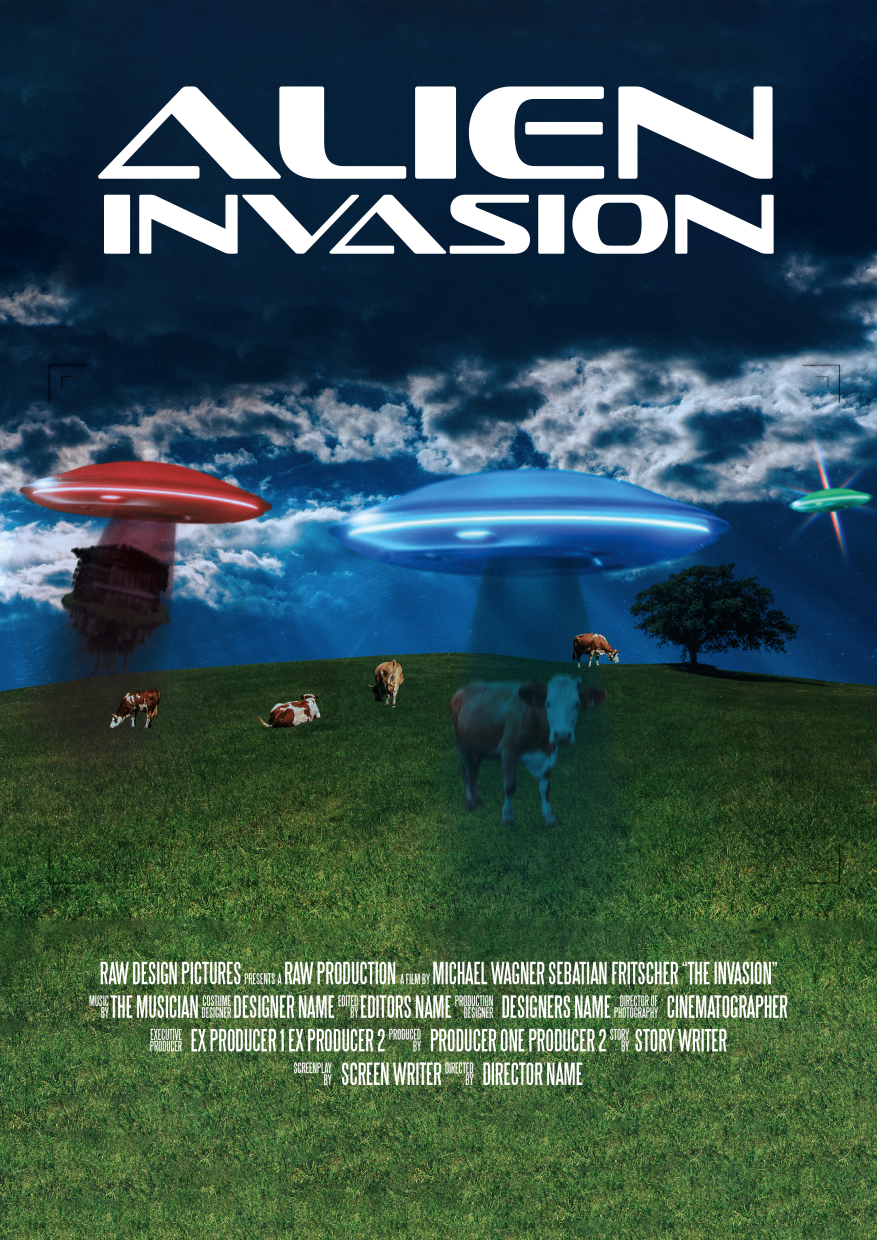 ALIEN
INVASION
RAW DESIGN PICTURES PRESENTS A RAW PRODUCTION A FILM BY MICHAEL WAGNER SEBATIAN FRITSCHER “THE INVASION”
MUSIC BY THE MUSICIAN COSTUME DESIGNER DESIGNER NAME EDITED BY EDITORS NAME PRODUCTION DESIGNER DESIGNERS NAME DIRECTOR OF PHOTOGRAPHY CINEMATOGRAPHER
EXECUTIVE PRODUCER EX PRODUCER 1 EX PRODUCER 2 PRODUCED BY PRODUCER ONE PRODUCER 2 STORY BY STORY WRITER
SCREENPLAY BY SCREEN WRITER DIRECTED BY DIRECTOR NAME